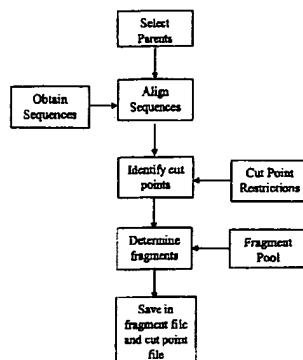 Select
Parents
Obtain
Sequences
Align
Sequences
Identify cut
points
Cut Point
Restrictions
Determine
fragments
Fragment
Pool
Save in
fragment file
and cut point
file